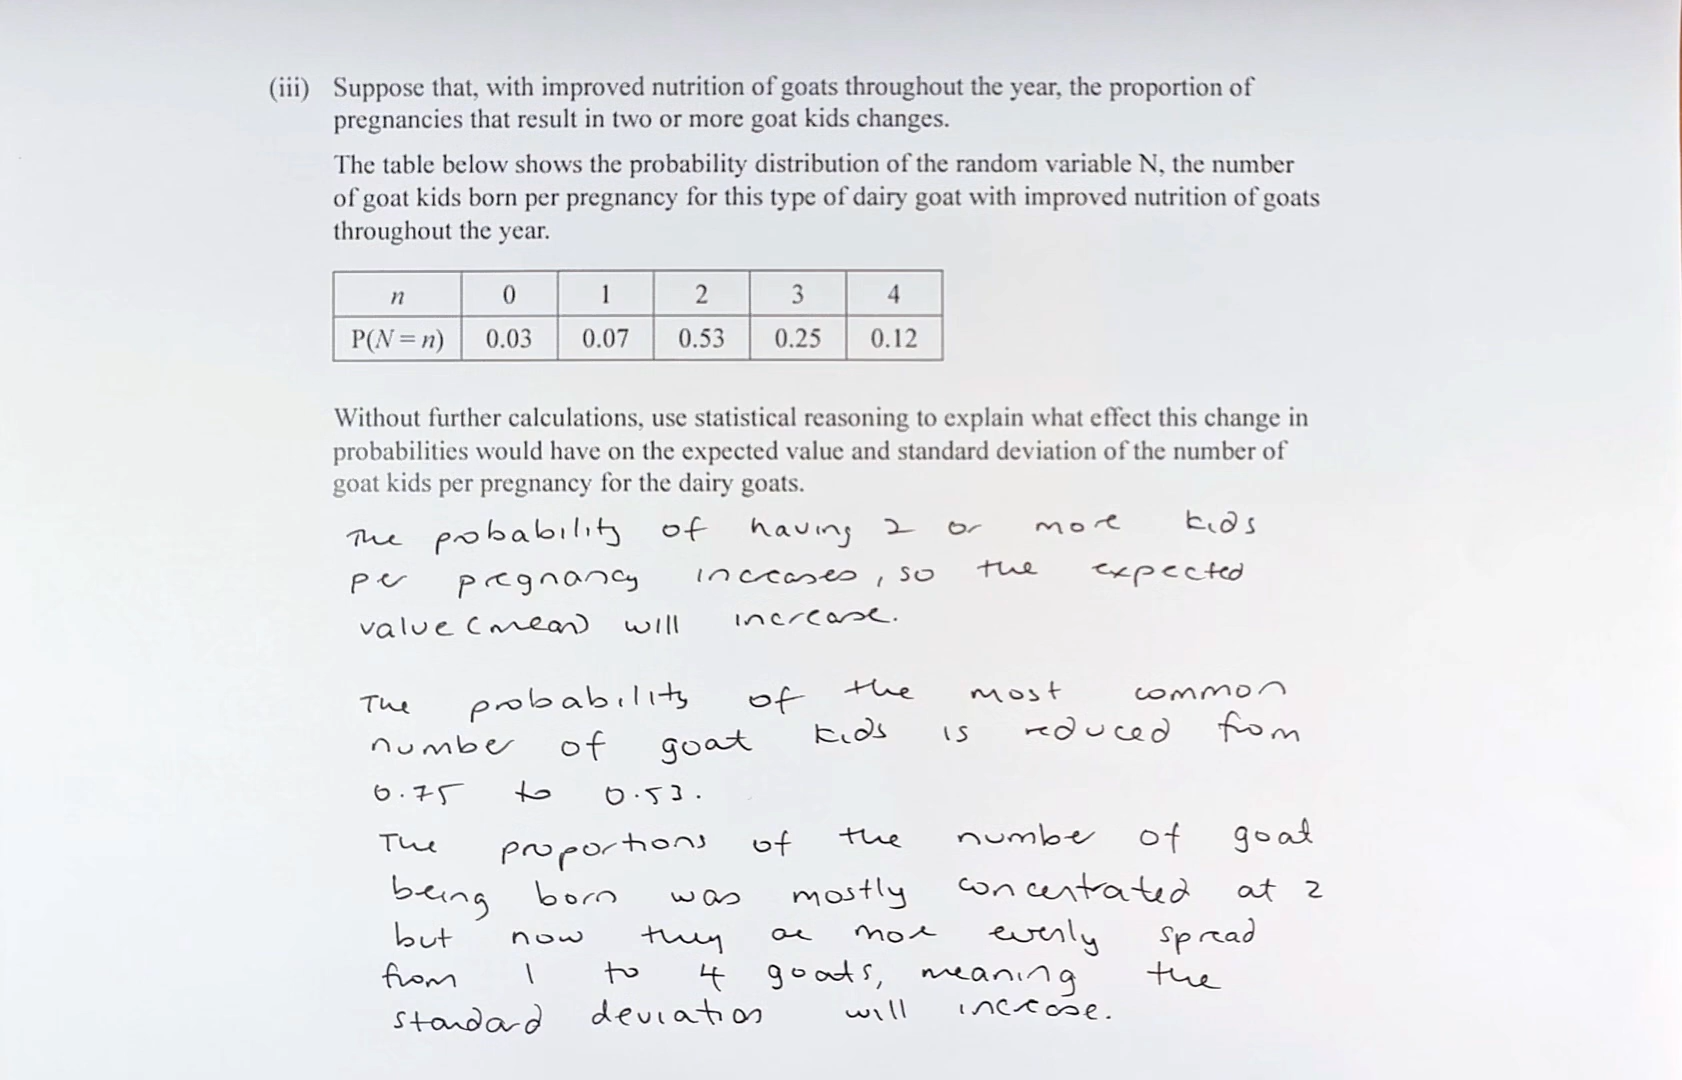 (iii) Suppose that, with improved nutrition of goats throughout the year, the proportion of
pregnancies that result in two or more goat kids changes.
The table below shows the probability distribution of the random variable N, the number
of goat kids born per pregnancy for this type of dairy goat with improved nutrition of goats
throughout the year.
n 0 1 2 3 4
P(N = n) 0.03 0.07 0.53 0.25 0.12
Without further calculations, use statistical reasoning to explain what effect this change in
probabilities would have on the expected value and standard deviation of the number of
goat kids per pregnancy for the dairy goats.
The probability of having 2 or more kids
per pregnancy increases, so the expected
value (mean) will increase.
The probability of the most common
number of goat kids is reduced from
0.75 to 0.53.
The proportions of the number of goat
being born was mostly concentrated at 2
but now they are more evenly spread
from 1 to 4 goats, meaning the
standard deviation will increase.